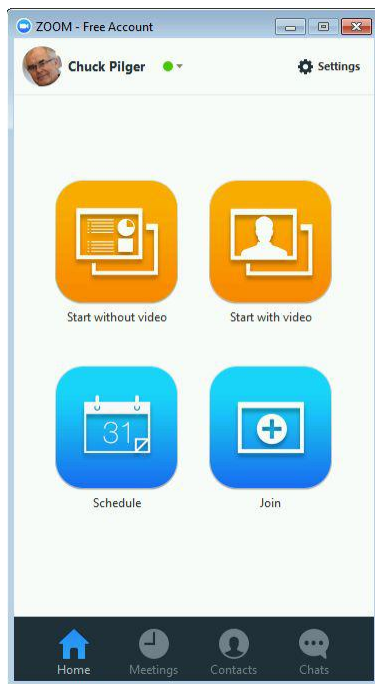 ZOOM - Free Account
Chuck Pilger
Settings
Start without video
Start with video
31
Schedule
Join
Home
Meetings
Contacts
Chats